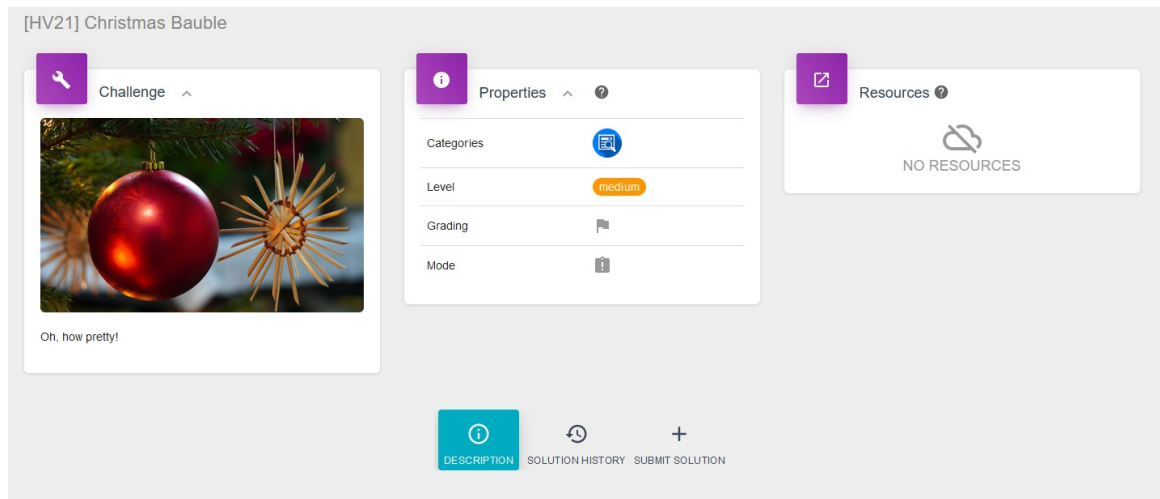 [HV21] Christmas Bauble
Challenge
Oh, how pretty!
Properties
Categories
Level medium
Grading
Mode
Resources
NO RESOURCES
DESCRIPTION SOLUTION HISTORY SUBMIT SOLUTION